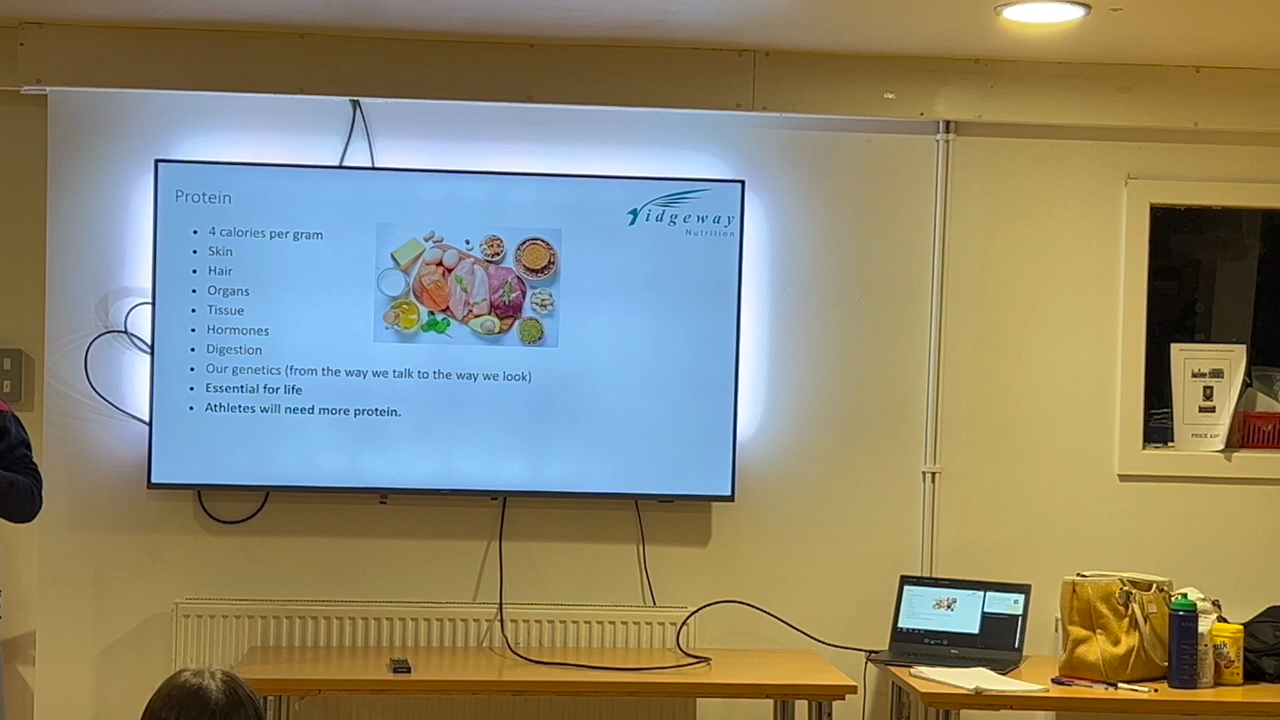 Protein
Ridgeway
Nutrition
• 4 calories per gram
• Skin
• Hair
• Organs
• Tissue
• Hormones
• Digestion
• Our genetics (from the way we talk to the way we look)
• Essential for life
• Athletes will need more protein.
DELL